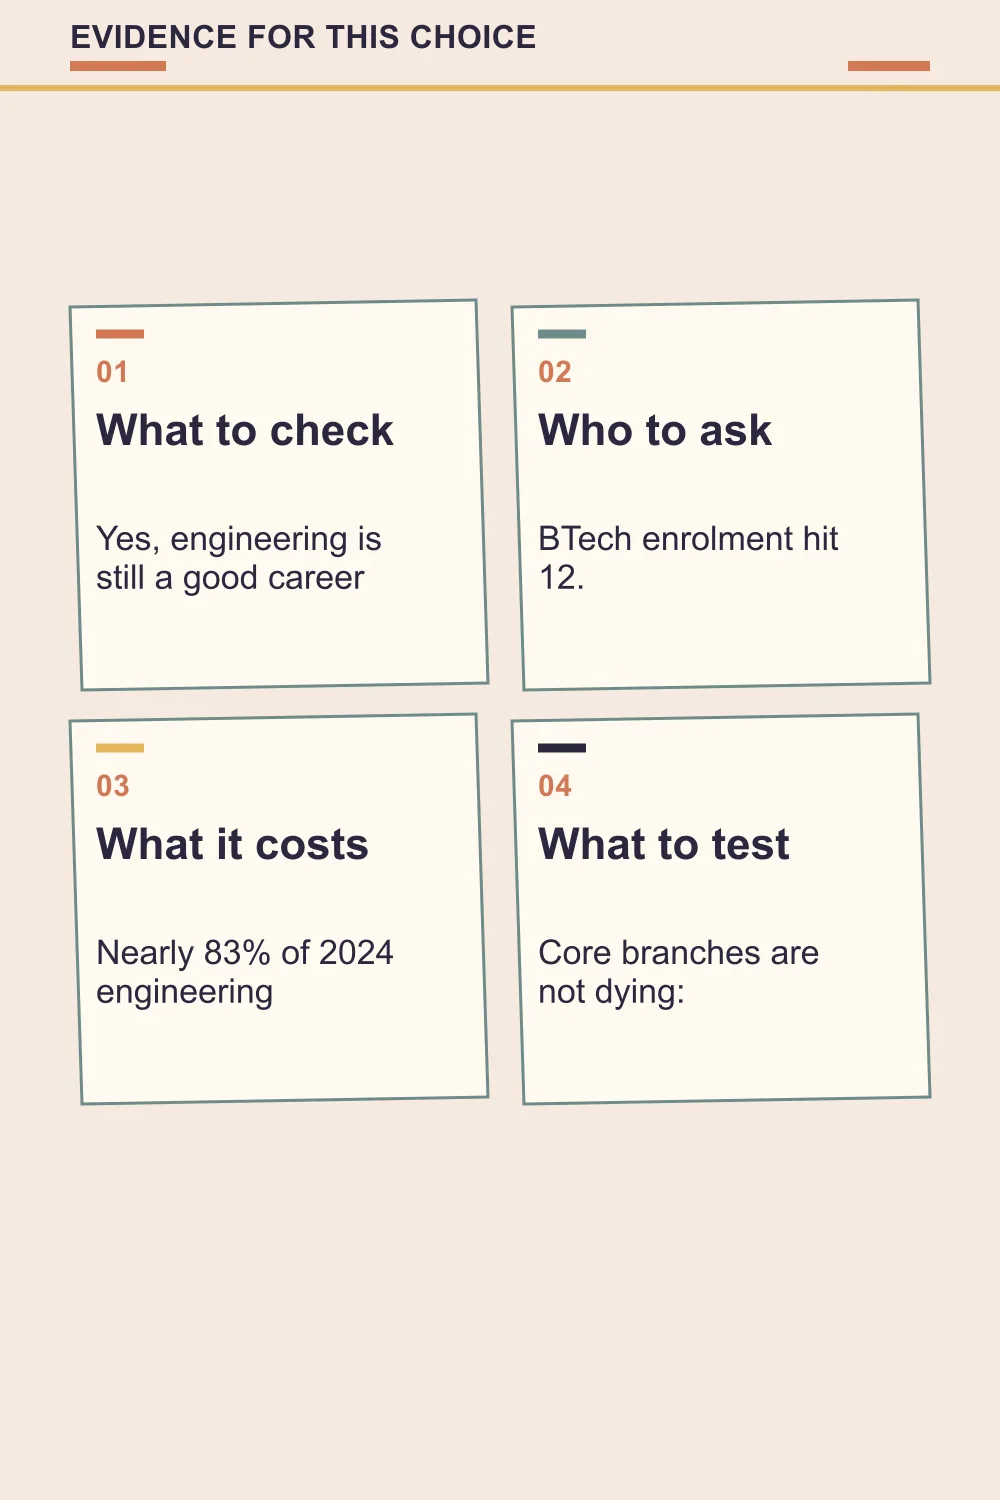 EVIDENCE FOR THIS CHOICE
01
What to check
Yes, engineering is
still a good career
02
Who to ask
BTech enrolment hit
12.
03
What it costs
Nearly 83% of 2024
engineering
04
What to test
Core branches are
not dying: